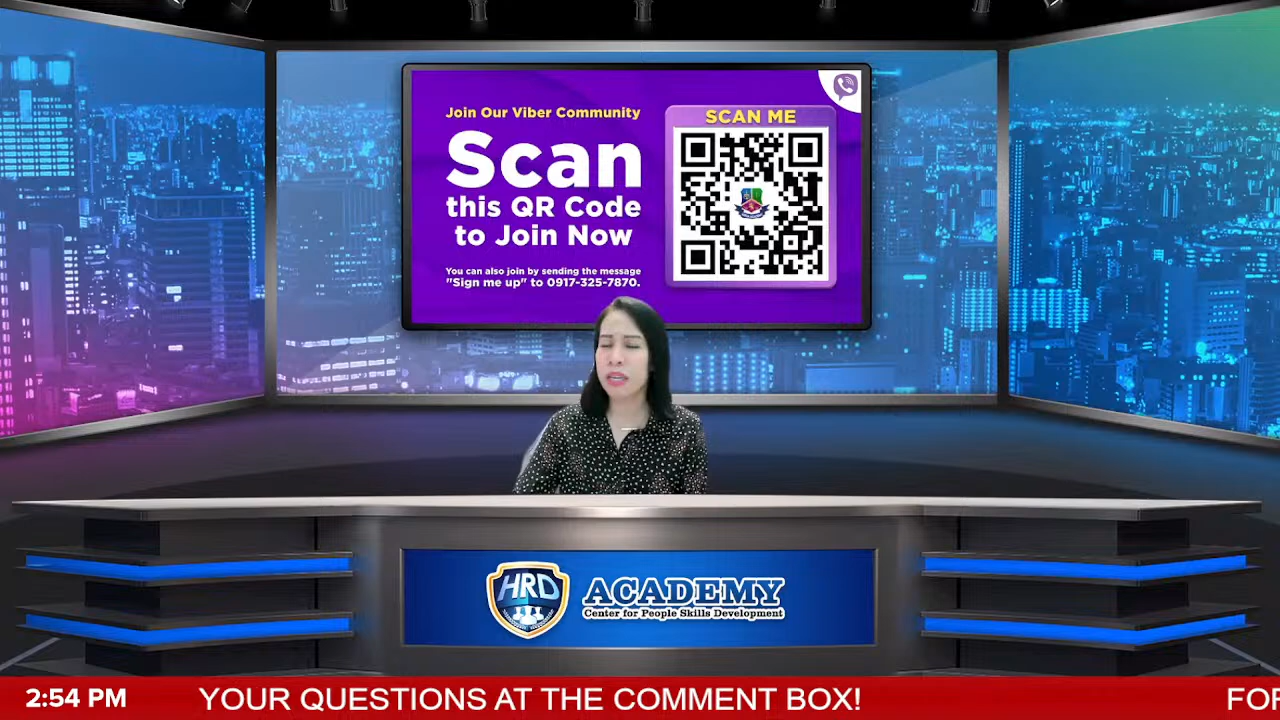 Join Our Viber Community
Scan
this QR Code
to Join Now
You can also join by sending the message
"Sign me up" to 0917-325-7870.
SCAN ME
HRD
ACADEMY
Center for People Skills Development
2:54 PM
YOUR QUESTIONS AT THE COMMENT BOX!
FOR